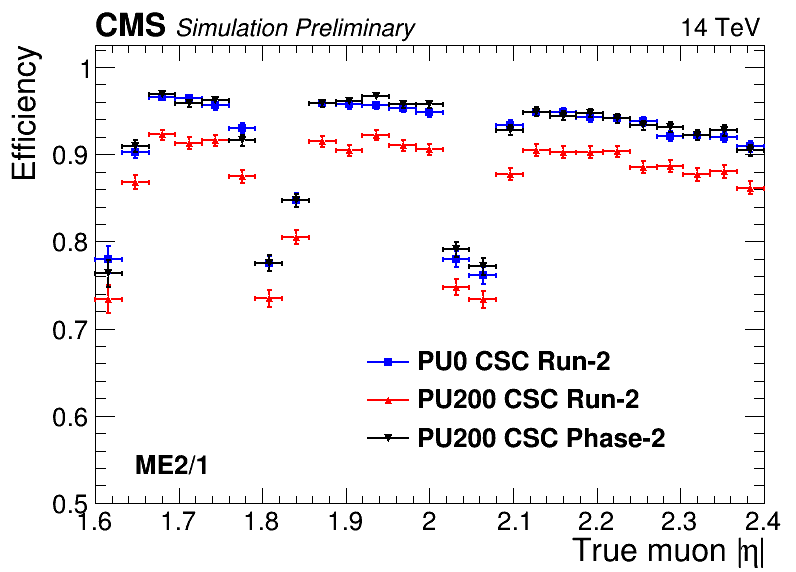 CMS Simulation Preliminary 14 TeV
Efficiency
1
0.9
0.8
0.7
0.6
0.5
PU0 CSC Run-2
PU200 CSC Run-2
PU200 CSC Phase-2
ME2/1
1.6 1.7 1.8 1.9 2 2.1 2.2 2.3 2.4
True muon |η|